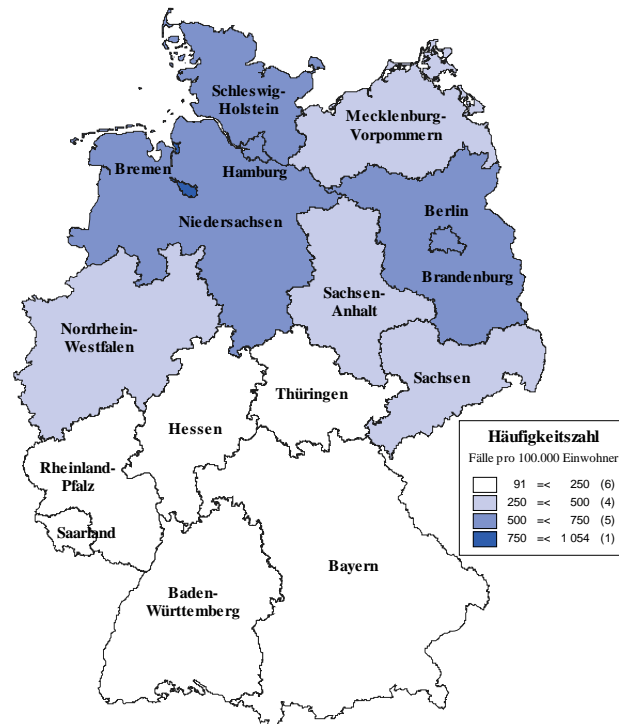 Schleswig-
Holstein
Mecklenburg-
Vorpommern
Bremen
Hamburg
Niedersachsen
Berlin
Brandenburg
Sachsen-
Anhalt
Nordrhein-
Westfalen
Sachsen
Thüringen
Hessen
Rheinland-
Pfalz
Saarland
Bayern
Baden-
Württemberg
Häufigkeitszahl
Fälle pro 100.000 Einwohner
91 =< 250 (6)
250 =< 500 (4)
500 =< 750 (5)
750 =< 1 054 (1)